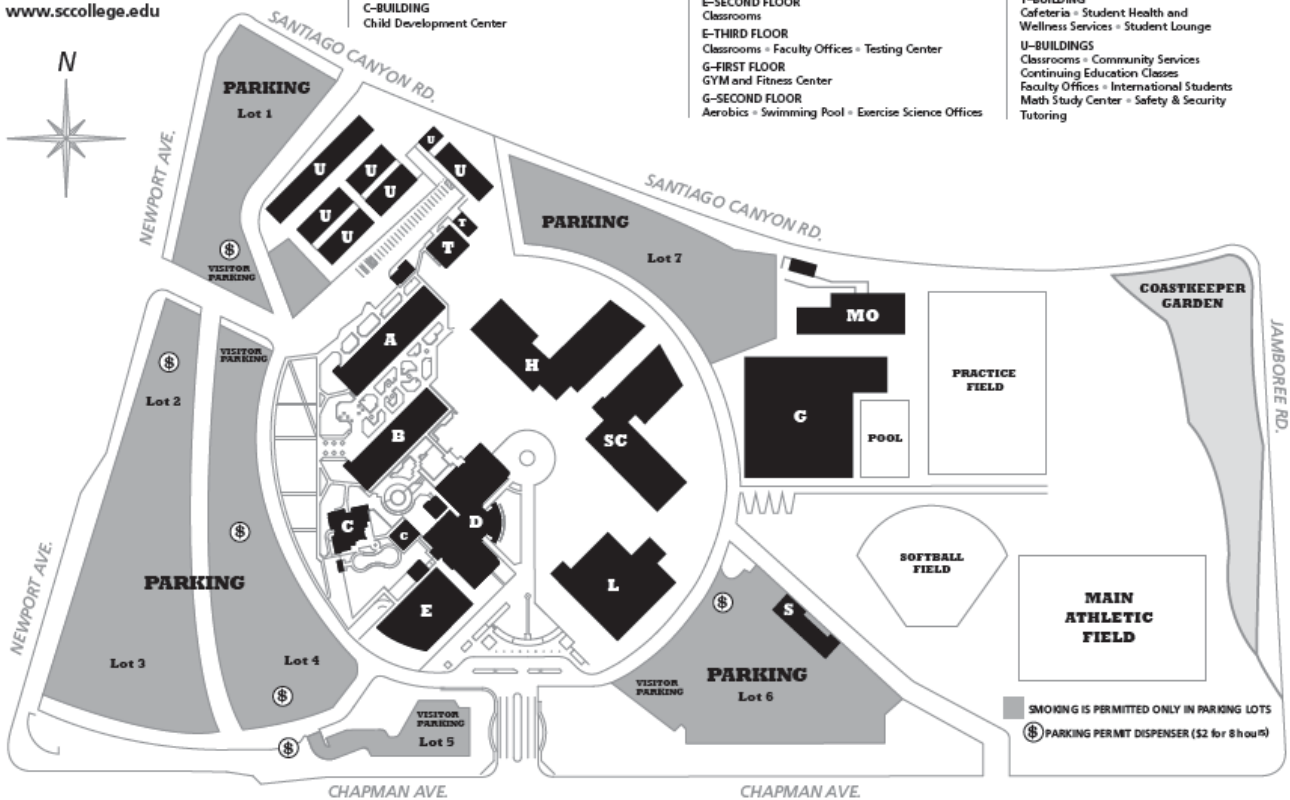 www.sccollege.edu
C–BUILDING
Child Development Center
E–SECOND FLOOR
Classrooms
E–THIRD FLOOR
Classrooms • Faculty Offices • Testing Center
G–FIRST FLOOR
GYM and Fitness Center
G–SECOND FLOOR
Aerobics • Swimming Pool • Exercise Science Offices
T–BUILDING
Cafeteria • Student Health and
Wellness Services • Student Lounge
U–BUILDINGS
Classrooms • Community Services
Continuing Education Classes
Faculty Offices • International Students
Math Study Center • Safety & Security
Tutoring
N
SANTIAGO CANYON RD.
NEWPORT AVE.
PARKING
Lot 1
$
VISITOR
PARKING
U
U
U
U
U
U
U
T
T
SANTIAGO CANYON RD.
PARKING
Lot 7
COASTKEEPER
GARDEN
JAMBOREE RD.
MO
PRACTICE
FIELD
G
POOL
A
H
B
SC
VISITOR
PARKING
$
Lot 2
C
C
D
$
E
L
PARKING
NEWPORT AVE.
Lot 3
Lot 4
$
SOFTBALL
FIELD
MAIN
ATHLETIC
FIELD
$
S
PARKING
Lot 6
VISITOR
PARKING
VISITOR
PARKING
Lot 5
$
SMOKING IS PERMITTED ONLY IN PARKING LOTS
$ PARKING PERMIT DISPENSER ($2 for 8 hours)
CHAPMAN AVE.
CHAPMAN AVE.